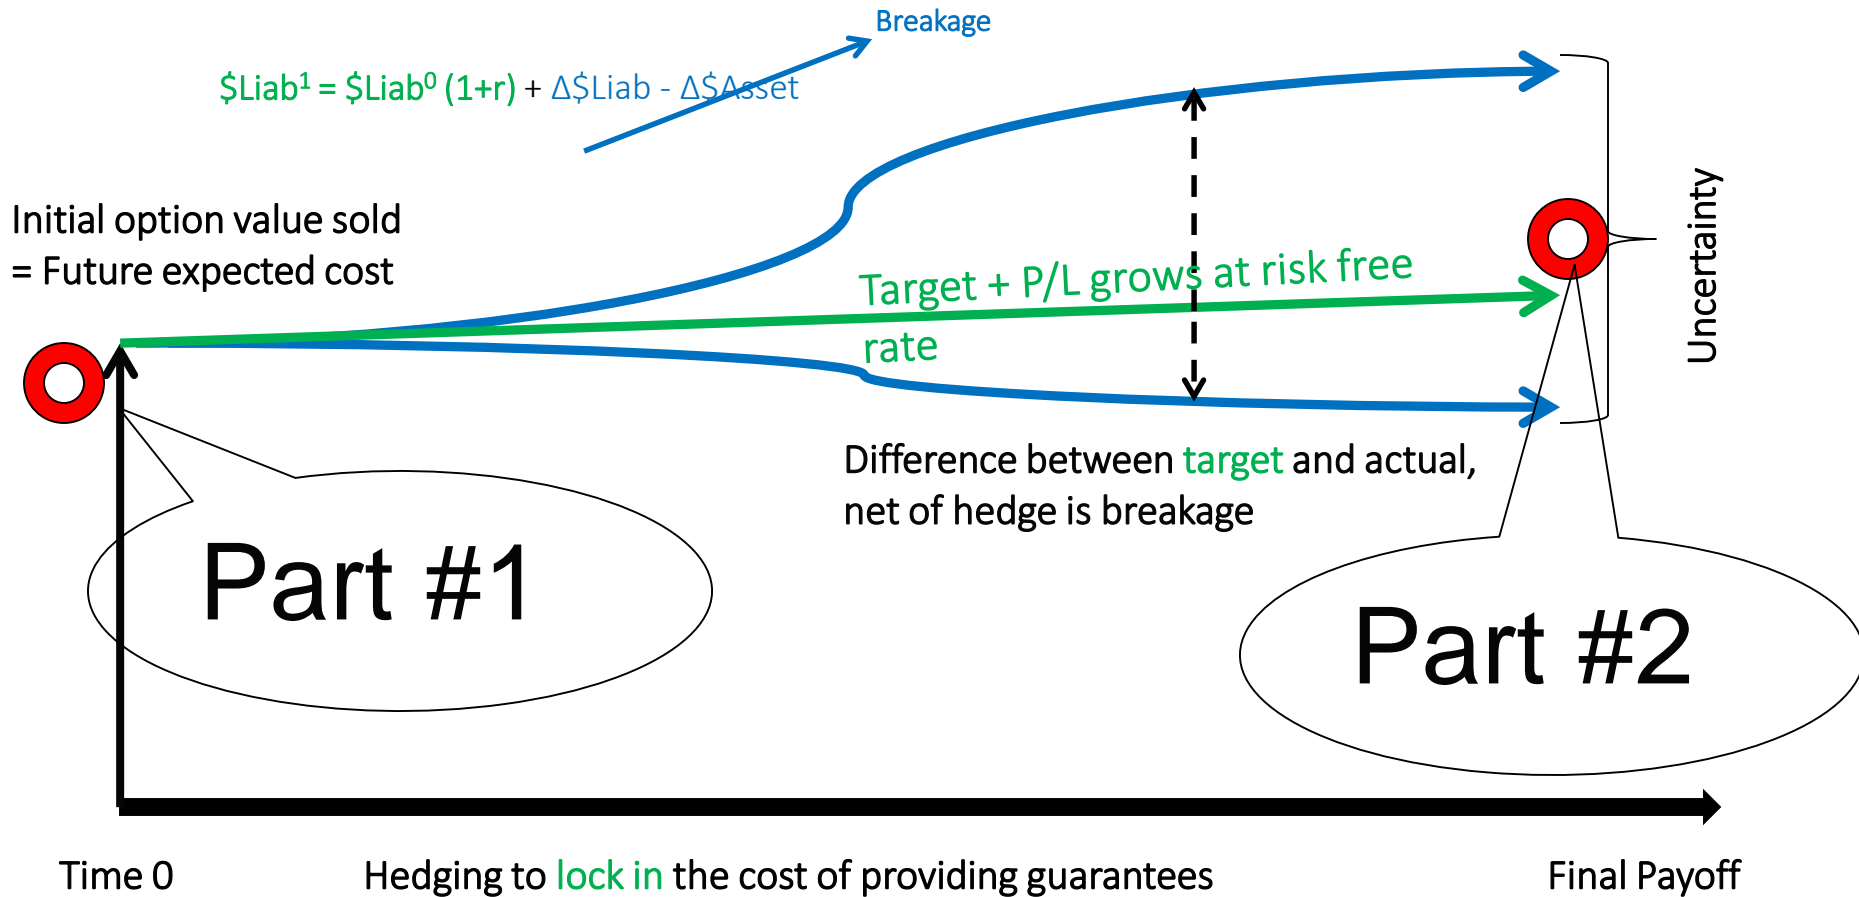 Breakage
$Liab¹ = $Liab⁰ (1+r) + Δ$Liab - Δ$Asset
Initial option value sold
= Future expected cost
Target + P/L grows at risk free
rate
Uncertainty
Difference between target and actual,
net of hedge is breakage
Part #1
Part #2
Time 0
Hedging to lock in the cost of providing guarantees
Final Payoff